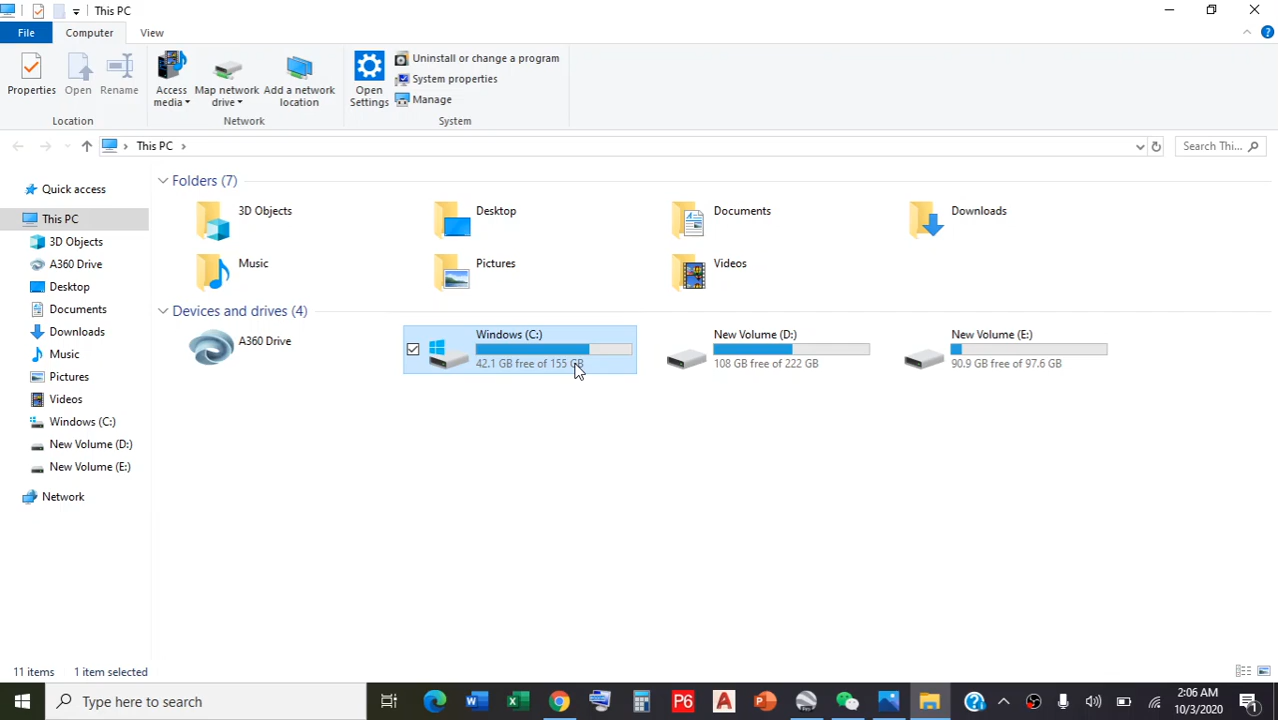 This PC
File Computer View
Properties Open Rename
Access media Map network drive Add a network location
Open Settings
Uninstall or change a program
System properties
Manage
Location Network System
This PC
Search Thi...
Quick access
This PC
3D Objects
A360 Drive
Desktop
Documents
Downloads
Music
Pictures
Videos
Windows (C:)
New Volume (D:)
New Volume (E:)
Network
Folders (7)
3D Objects Desktop Documents Downloads
Music Pictures Videos
Devices and drives (4)
A360 Drive
Windows (C:)
42.1 GB free of 155 GB
New Volume (D:)
108 GB free of 222 GB
New Volume (E:)
90.9 GB free of 97.6 GB
11 items 1 item selected
Type here to search
P6
2:06 AM
10/3/2020
1